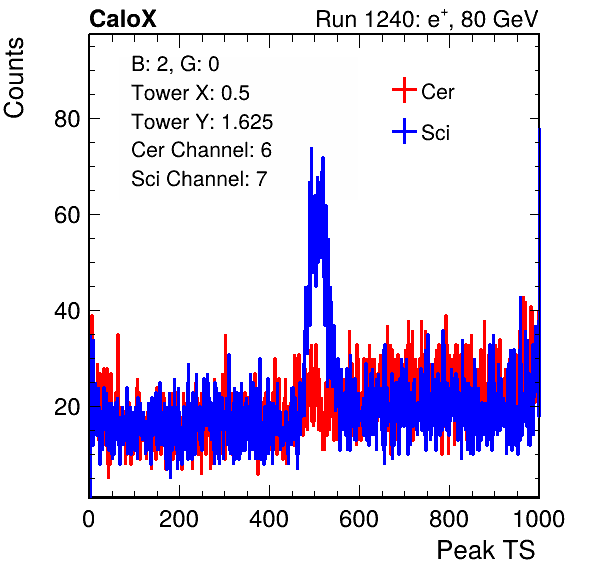 CaloX
Run 1240: e+, 80 GeV
Counts
B: 2, G: 0
Tower X: 0.5
Tower Y: 1.625
Cer Channel: 6
Sci Channel: 7
Cer
Sci
80
60
40
20
0 200 400 600 800 1000
Peak TS